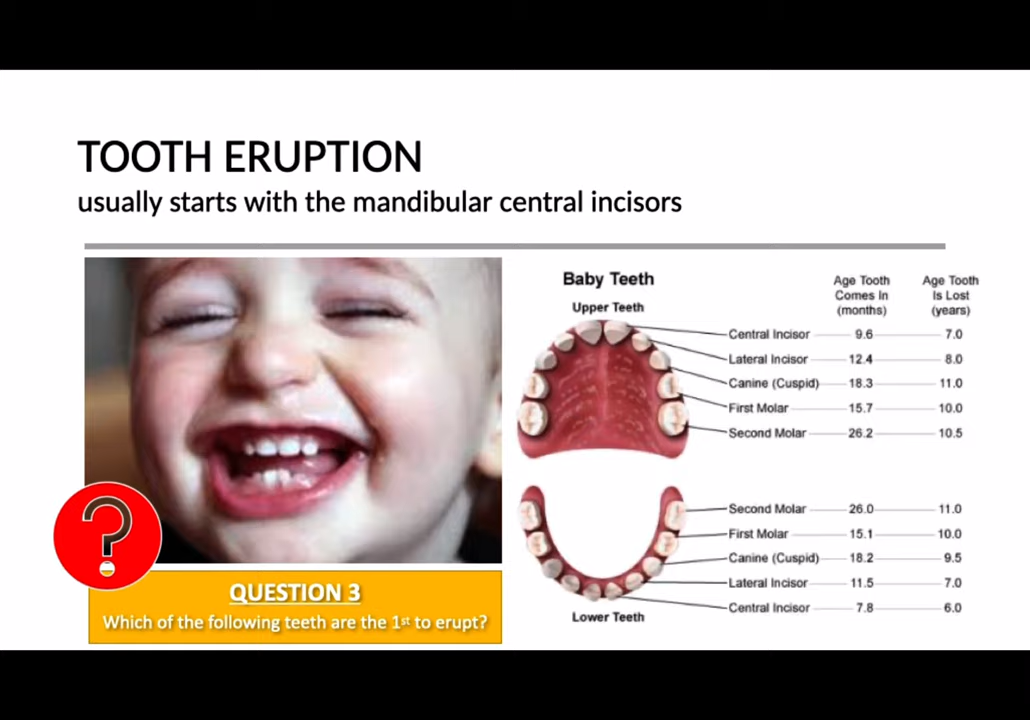 TOOTH ERUPTION
usually starts with the mandibular central incisors
?
QUESTION 3
Which of the following teeth are the 1st to erupt?
Baby Teeth
Upper Teeth
Age Tooth Comes In (months)
Age Tooth Is Lost (years)
Central Incisor 9.6 7.0
Lateral Incisor 12.4 8.0
Canine (Cuspid) 18.3 11.0
First Molar 15.7 10.0
Second Molar 26.2 10.5
Second Molar 26.0 11.0
First Molar 15.1 10.0
Canine (Cuspid) 18.2 9.5
Lateral Incisor 11.5 7.0
Central Incisor 7.8 6.0
Lower Teeth